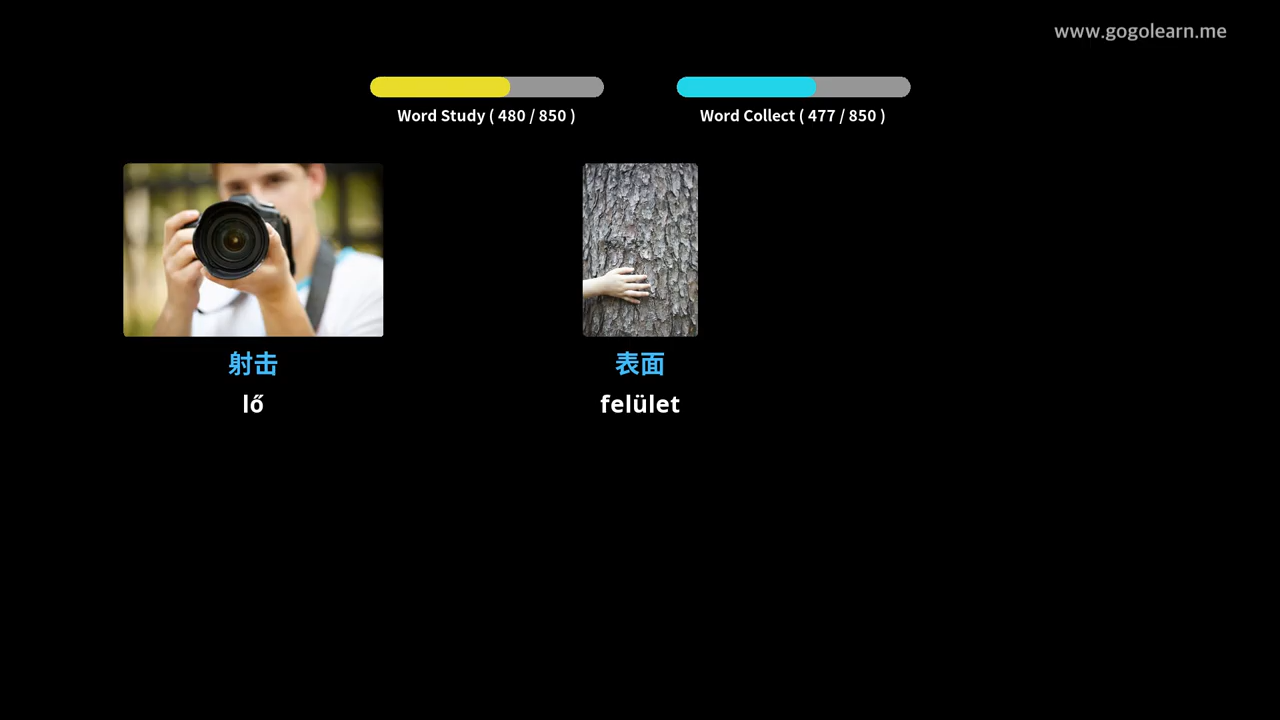 www.gogolearn.me
Word Study ( 480 / 850 )
Word Collect ( 477 / 850 )
射击
表面
lő
felület